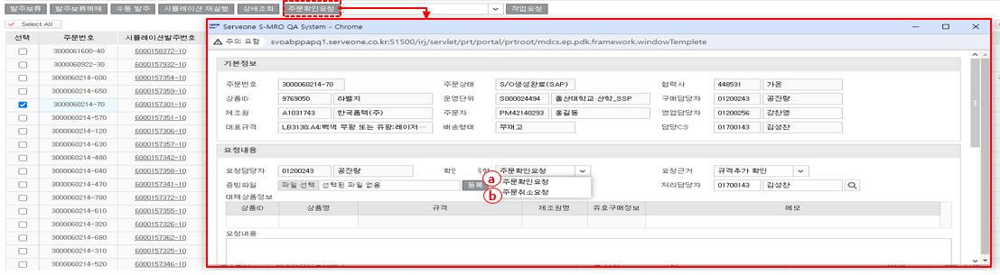 발주보류 발주보류해제 수동 발주 시뮬레이션 재실행 상세조회 주문확인요청 작업요청
Select All
선택 주문번호 시뮬레이션발주번호
3000061600-40 6000158372-10
3000060922-30 6000157932-10
3000060214-600 6000157354-10
3000060214-650 6000157359-10
3000060214-70 6000157301-10
3000060214-570 6000157351-10
3000060214-120 6000157306-10
3000060214-630 6000157357-10
3000060214-480 6000157342-10
3000060214-640 6000157358-10
3000060214-470 6000157341-10
3000060214-780 6000157372-10
3000060214-610 6000157355-10
3000060214-320 6000157326-10
3000060214-680 6000157362-10
3000060214-310 6000157325-10
3000060214-520 6000157346-10
Serveone S-MRO QA System - Chrome
주의 요함 svoabppapq1.serveone.co.kr:51500/irj/servlet/prt/portal/prtroot/mdcs.ep.pdk.framework.windowTemplete
기본정보
주문번호 3000060214-70 주문상태 S/O생성완료(SAP) 협력사 448531 가온
상품ID 9769050 라벨지 운영단위 S000024494 울산대학교 산학_SSP 구매담당자 01200243 공진량
제조원 A1031743 한국폼텍(주) 주문자 PM42140293 홍길동 영업담당자 01200256 강찬영
대표규격 LB3130;A4;백색 무광 또는 유광;레이저··· 배송형태 무재고 담당CS 01700143 김성찬
요청내용
요청담당자 01200243 공진량 확인 유형 주문확인요청 요청근거 규격추가 확인
증빙파일 파일 선택 선택된 파일 없음 등록 ⓐ 주문확인요청 처리담당자 01700143 김성찬
ⓑ 주문취소요청
대체상품정보
상품ID 상품명 규격 제조원명 유효구매정보 메모
요청내용